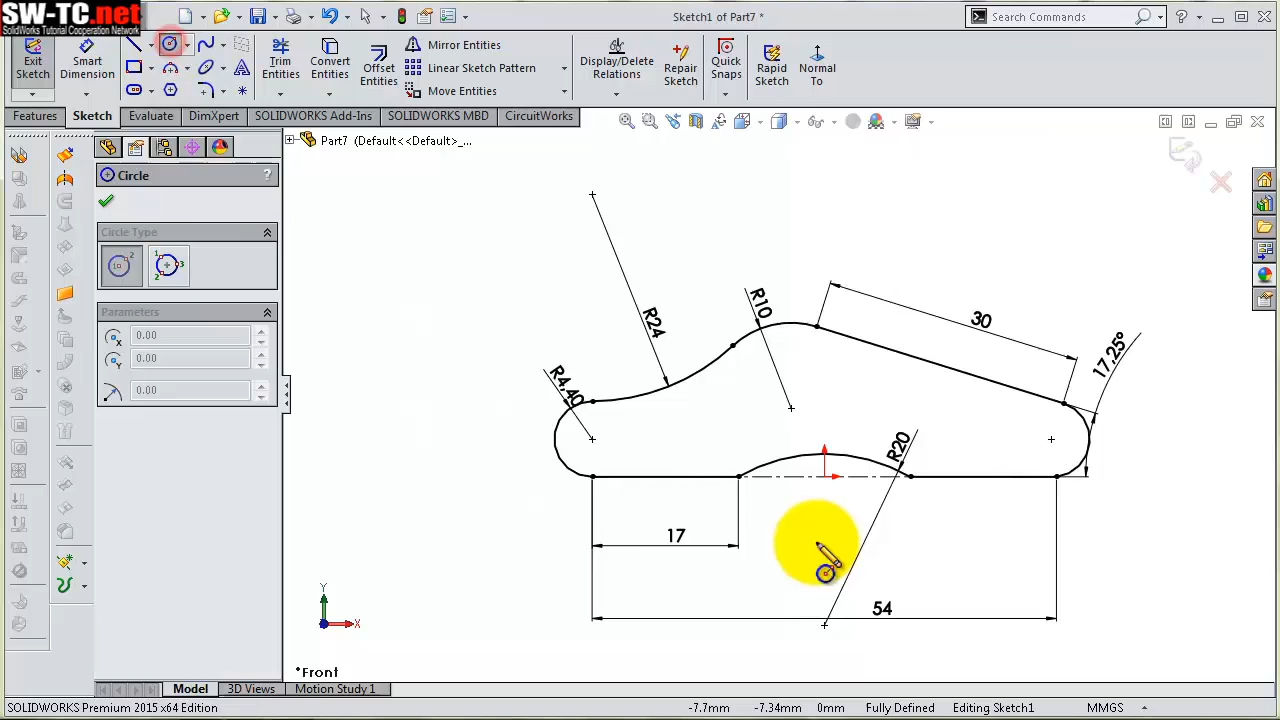 SW-TC.net
SolidWorks Tutorial Cooperation Network
Sketch1 of Part7 *
Search Commands
Exit Sketch
Smart Dimension
Trim Entities
Convert Entities
Offset Entities
Mirror Entities
Linear Sketch Pattern
Move Entities
Display/Delete Relations
Repair Sketch
Quick Snaps
Rapid Sketch
Normal To
Features
Sketch
Evaluate
DimXpert
SOLIDWORKS Add-Ins
SOLIDWORKS MBD
CircuitWorks
Part7 (Default<<Default>_...
Circle
?
Circle Type
Parameters
0.00
0.00
0.00
R24
R10
30
17,25°
R4,40
R20
17
54
Y
X
*Front
Model
3D Views
Motion Study 1
SOLIDWORKS Premium 2015 x64 Edition
-7.7mm
-7.34mm
0mm
Fully Defined
Editing Sketch1
MMGS